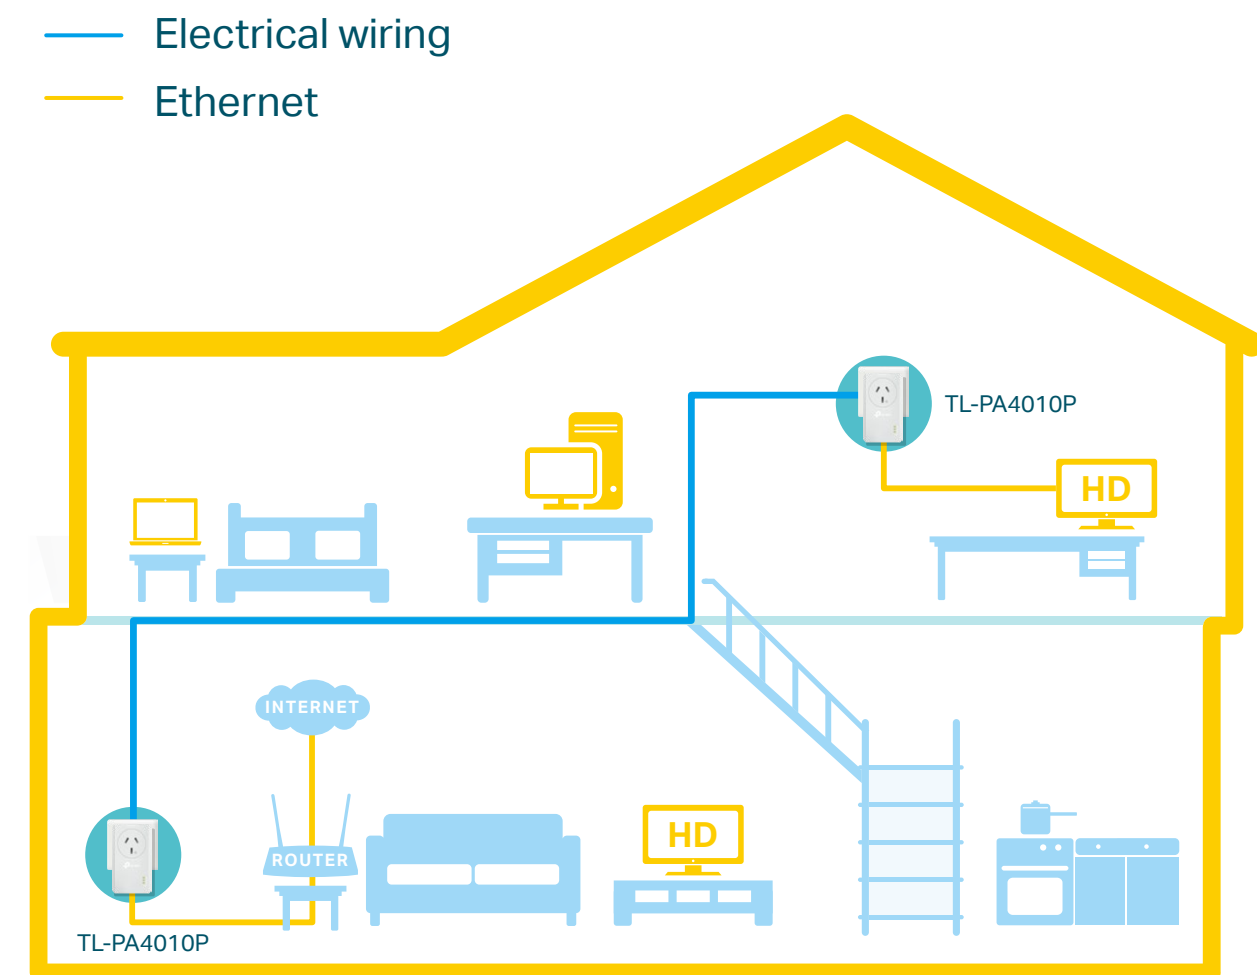 Electrical wiring
Ethernet
TL-PA4010P
HD
INTERNET
HD
ROUTER
TL-PA4010P